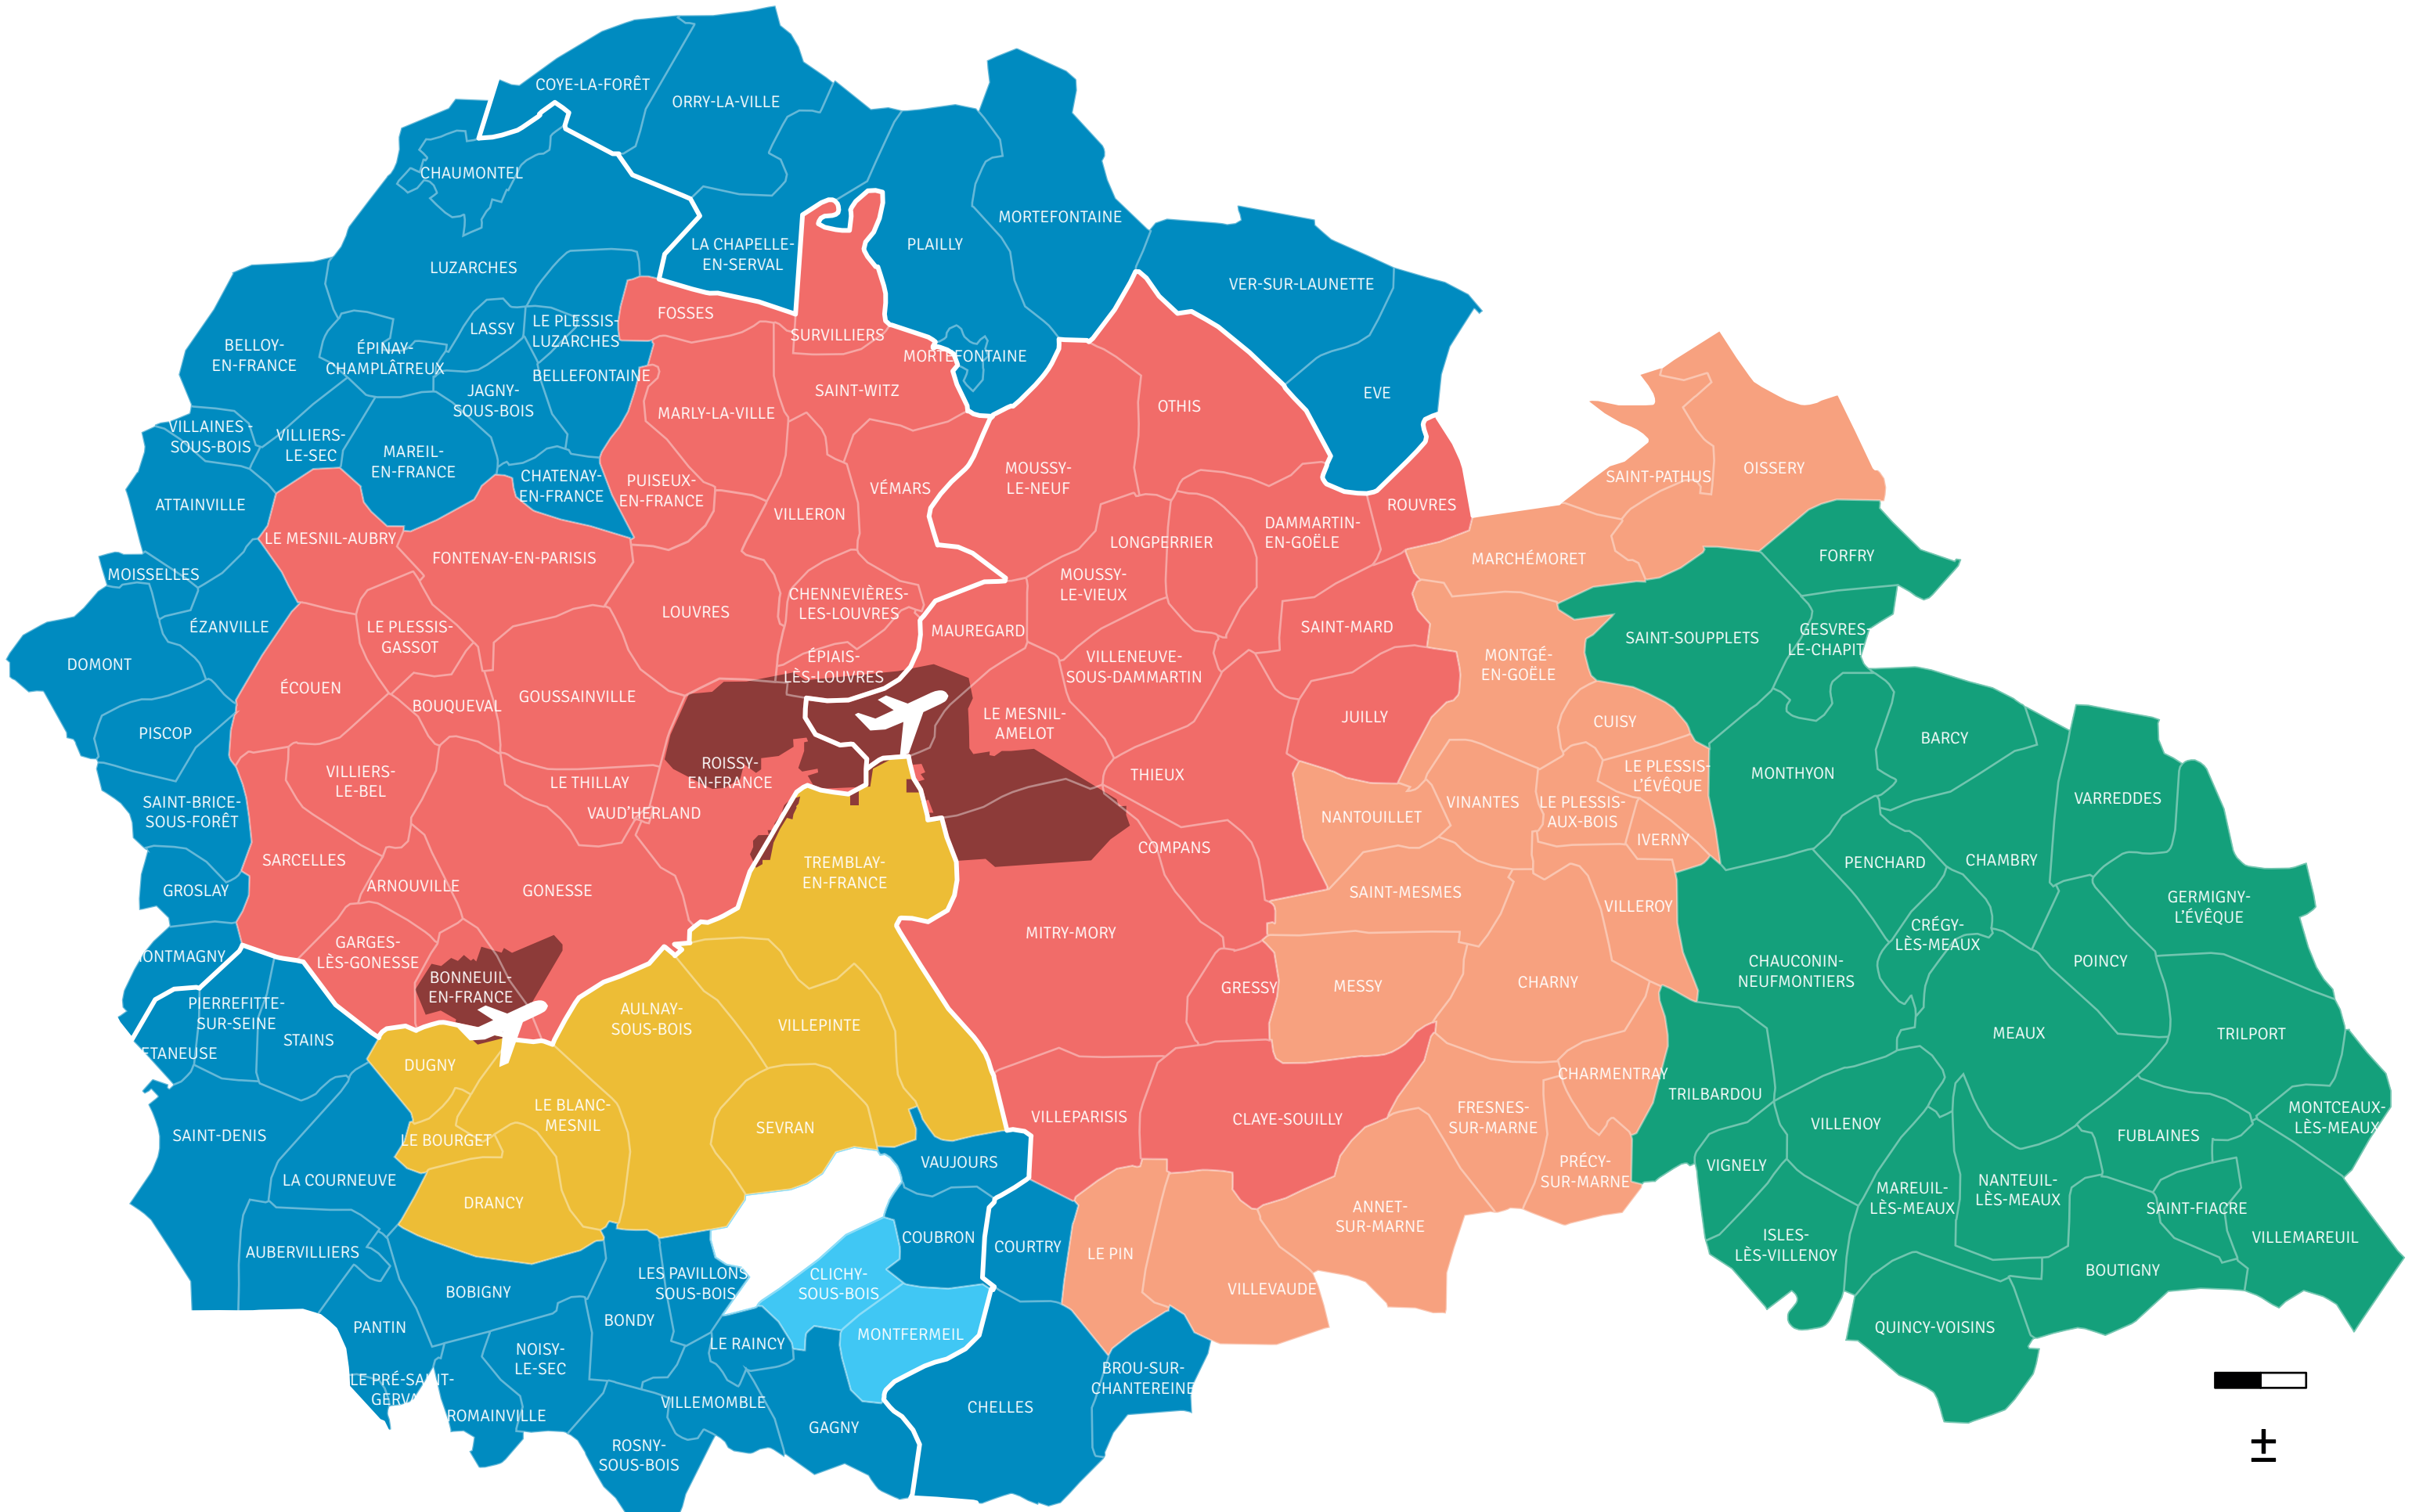 COYE-LA-FORÊT
ORRY-LA-VILLE
CHAUMONTEL
MORTEFONTAINE
LA CHAPELLE-
EN-SERVAL
PLAILLY
LUZARCHES
VER-SUR-LAUNETTE
FOSSES
LASSY
LE PLESSIS-
LUZARCHES
SURVILLIERS
BELLOY-
EN-FRANCE
ÉPINAY-
CHAMPLÂTREUX
MORTEFONTAINE
BELLEFONTAINE
SAINT-WITZ
EVE
JAGNY-
SOUS-BOIS
MARLY-LA-VILLE
OTHIS
VILLAINES -
SOUS-BOIS
VILLIERS-
LE-SEC
MAREIL-
EN-FRANCE
CHATENAY-
EN-FRANCE
PUISEUX-
EN-FRANCE
VÉMARS
MOUSSY-
LE-NEUF
SAINT-PATHUS
OISSERY
ATTAINVILLE
VILLERON
ROUVRES
LE MESNIL-AUBRY
FONTENAY-EN-PARISIS
LONGPERRIER
DAMMARTIN-
EN-GOËLE
MARCHÉMORET
FORFRY
MOISSELLES
MOUSSY-
LE-VIEUX
CHENNEVIÈRES-
LES-LOUVRES
LOUVRES
ÉZANVILLE
LE PLESSIS-
GASSOT
MAUREGARD
SAINT-MARD
SAINT-SOUPPLETS
GESVRES-
LE-CHAPIT
DOMONT
ÉPIAIS-
LÈS-LOUVRES
VILLENEUVE-
SOUS-DAMMARTIN
MONTGÉ-
EN-GOËLE
ÉCOUEN
BOUQUEVAL
GOUSSAINVILLE
LE MESNIL-
AMELOT
JUILLY
CUISY
PISCOP
BARCY
VILLIERS-
LE-BEL
LE THILLAY
ROISSY-
EN-FRANCE
THIEUX
LE PLESSIS-
L'ÉVÊQUE
MONTHYON
SAINT-BRICE-
SOUS-FORÊT
VAUD'HERLAND
NANTOUILLET
VINANTES
LE PLESSIS-
AUX-BOIS
VARREDDES
IVERNY
SARCELLES
TREMBLAY-
EN-FRANCE
COMPANS
PENCHARD
CHAMBRY
GROSLAY
ARNOUVILLE
GONESSE
SAINT-MESMES
VILLEROY
GERMIGNY-
L'ÉVÊQUE
MITRY-MORY
CRÉGY-
LÈS-MEAUX
ONTMAGNY
GARGES-
LÈS-GONESSE
CHAUCONIN-
NEUFMONTIERS
POINCY
BONNEUIL-
EN-FRANCE
GRESSY
MESSY
CHARNY
PIERREFITTE-
SUR-SEINE
AULNAY-
SOUS-BOIS
VILLEPINTE
STAINS
MEAUX
TRILPORT
ETANEUSE
DUGNY
CHARMENTRAY
TRILBARDOU
LE BLANC-
MESNIL
VILLEPARISIS
CLAYE-SOUILLY
FRESNES-
SUR-MARNE
MONTCEAUX-
LÈS-MEAUX
SAINT-DENIS
LE BOURGET
SEVRAN
VILLENOY
FUBLAINES
VAUJOURS
LA COURNEUVE
PRÉCY-
SUR-MARNE
VIGNELY
DRANCY
MAREUIL-
LÈS-MEAUX
NANTEUIL-
LÈS-MEAUX
SAINT-FIACRE
ANNET-
SUR-MARNE
AUBERVILLIERS
COUBRON
COURTRY
LE PIN
ISLES-
LÈS-VILLENOY
VILLEMAREUIL
BOBIGNY
LES PAVILLONS-
SOUS-BOIS
CLICHY-
SOUS-BOIS
VILLEVAUDE
BOUTIGNY
PANTIN
BONDY
LE RAINCY
MONTFERMEIL
QUINCY-VOISINS
NOISY-
LE-SEC
LE PRÉ-SAINT-
GERVA
BROU-SUR-
CHANTEREINE
ROMAINVILLE
VILLEMOMBLE
GAGNY
CHELLES
ROSNY-
SOUS-BOIS
±